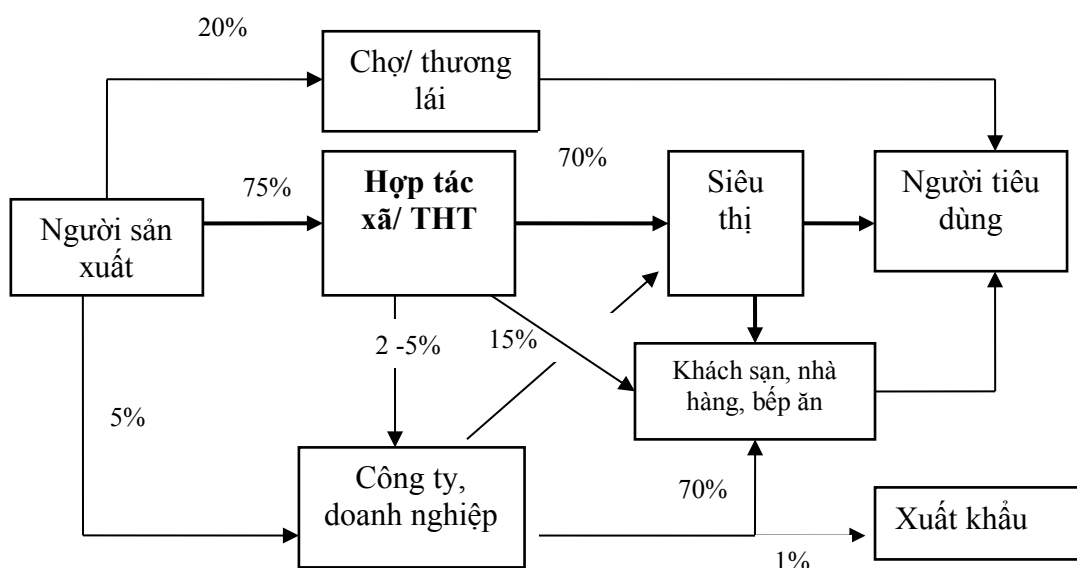 20%
Chợ/ thương
lái
75%
Hợp tác
xã/ THT
70%
Siêu
thị
Người tiêu
dùng
Người sản
xuất
2 -5%
15%
Khách sạn, nhà
hàng, bếp ăn
5%
Công ty,
doanh nghiệp
70%
Xuất khẩu
1%